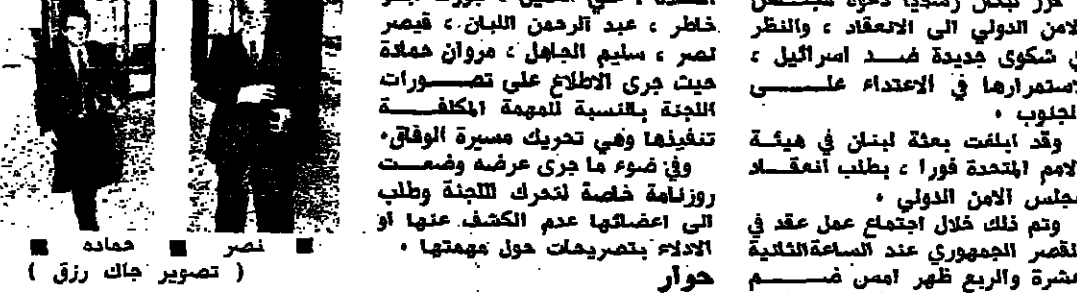 قرر لبنان رسميا دعوة مجلس
الامن الدولي الى الانعقاد ، والنظر
في شكوى جديدة ضد اسرائيل ،
لاستمرارها في الاعتداء على
الجنوب .
وقد ابلغت بعثة لبنان في هيئة
الامم المتحدة فورا ، بطلب انعقاد
مجلس الامن الدولي .
وتم ذلك خلال اجتماع عمل عقد في
القصر الجمهوري عند الساعة الثانية
عشرة والربع ظهر امس ضم
خاطر ، عبد الرحمن اللبان ، قيصر
نصر ، سليم الجاهل ، مروان حمادة
حيث جرى الاطلاع على تصورات
اللجنة بالنسبة للمهمة المكلفة
تنفيذها وهي تحريك مسيرة الوفاق.
وفي ضوء ما جرى عرضه وضعت
روزنامة خاصة لتحرك اللجنة وطلب
الى اعضائها عدم الكشف عنها او
الادلاء بتصريحات حول مهمتها .
حوار
■ نصر ■ حماده ■
( تصوير جاك رزق )